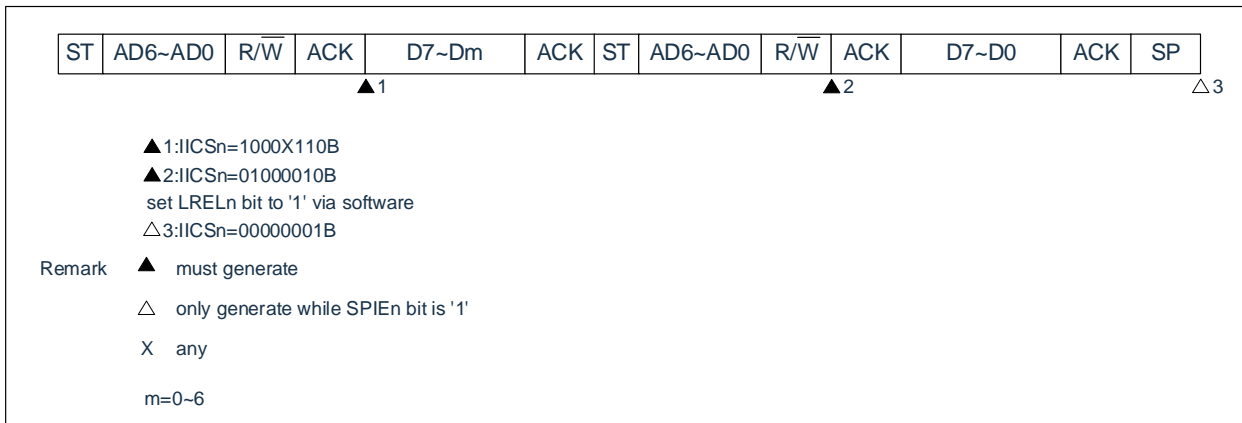 ST AD6~AD0 R/W̅ ACK D7~Dm ACK ST AD6~AD0 R/W̅ ACK D7~D0 ACK SP
▲1 ▲2 △3
▲1:IICSn=1000X110B
▲2:IICSn=01000010B
set LRELn bit to '1' via software
△3:IICSn=00000001B
Remark ▲ must generate
△ only generate while SPIEn bit is '1'
X any
m=0~6